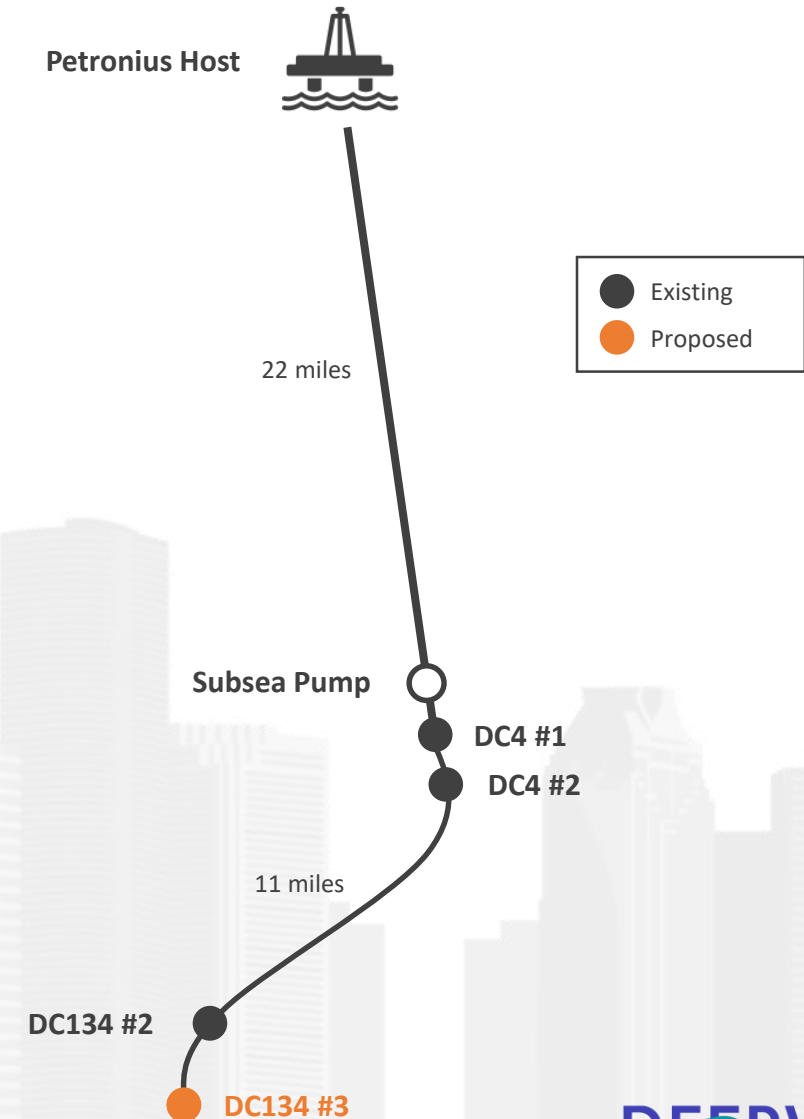 Petronius Host
Existing
Proposed
22 miles
Subsea Pump
DC4 #1
DC4 #2
11 miles
DC134 #2
DC134 #3